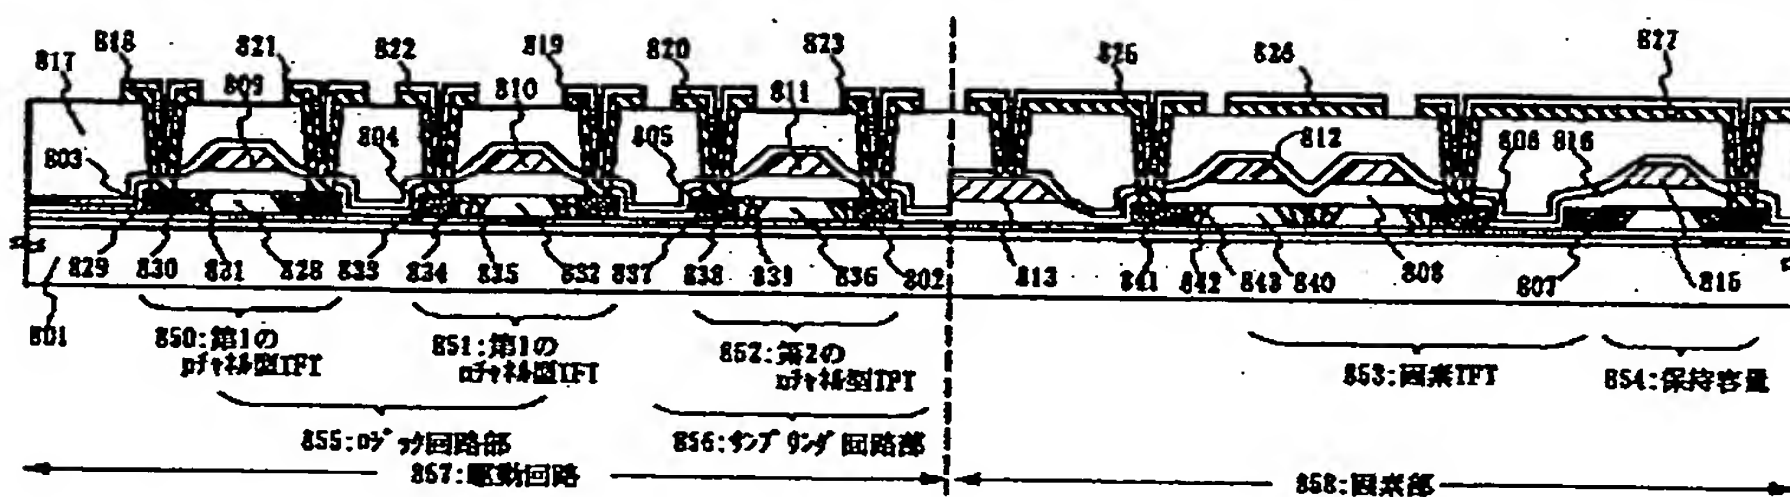 818 821 822 819 820 823 826 828 827
817 809 810 811
804 805 812 808 816
803
829 830 831 828 833 834 835 832 837 838 839 836 802 813 841 842 843 840 808 807 815
801
850:第1の
pチャネル型TFT
851:第1の
nチャネル型TFT
852:第2の
nチャネル型TFT
853:画素TFT
854:保持容量
855:ロジック回路部
856:サンプリング回路部
857:駆動回路
858:画素部